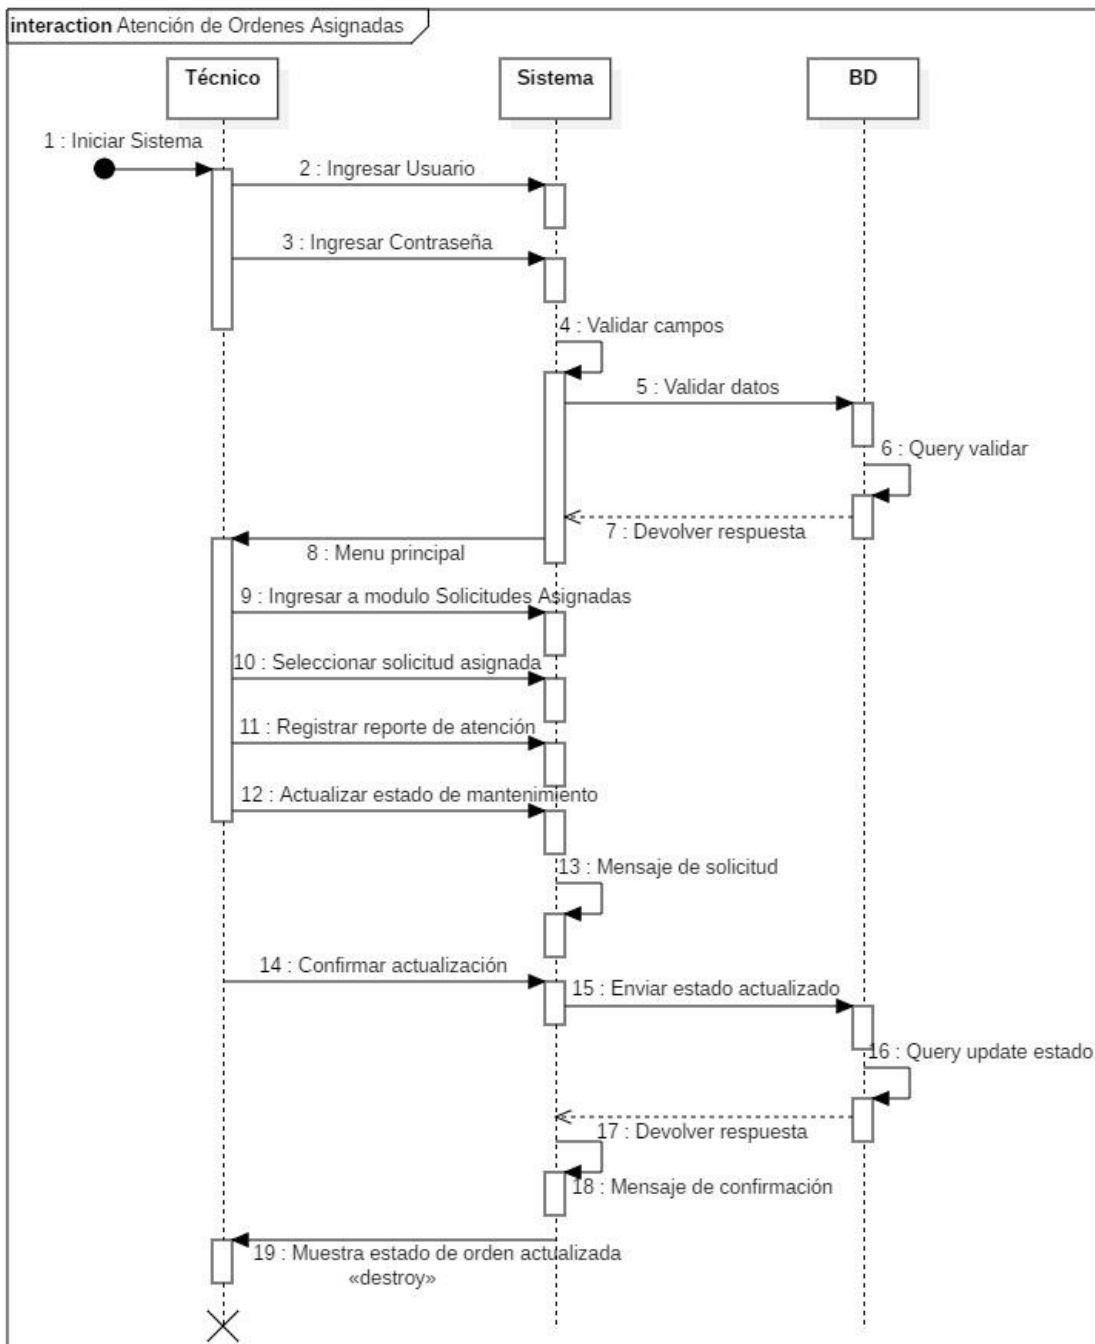 interaction Atención de Ordenes Asignadas
Técnico
Sistema
BD
1 : Iniciar Sistema
2 : Ingresar Usuario
3 : Ingresar Contraseña
4 : Validar campos
5 : Validar datos
6 : Query validar
7 : Devolver respuesta
8 : Menu principal
9 : Ingresar a modulo Solicitudes Asignadas
10 : Seleccionar solicitud asignada
11 : Registrar reporte de atención
12 : Actualizar estado de mantenimiento
13 : Mensaje de solicitud
14 : Confirmar actualización
15 : Enviar estado actualizado
16 : Query update estado
17 : Devolver respuesta
18 : Mensaje de confirmación
19 : Muestra estado de orden actualizada
«destroy»